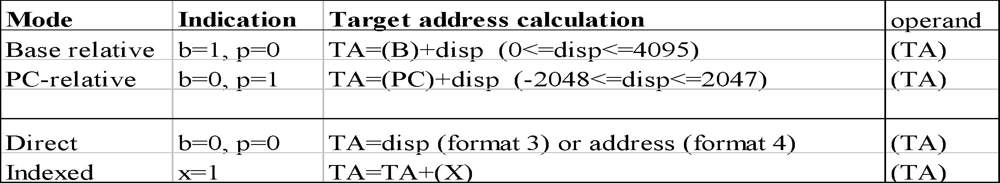 Mode Indication Target address calculation operand
Base relative b=1, p=0 TA=(B)+disp (0<=disp<=4095) (TA)
PC-relative b=0, p=1 TA=(PC)+disp (-2048<=disp<=2047) (TA)
Direct b=0, p=0 TA=disp (format 3) or address (format 4) (TA)
Indexed x=1 TA=TA+(X) (TA)